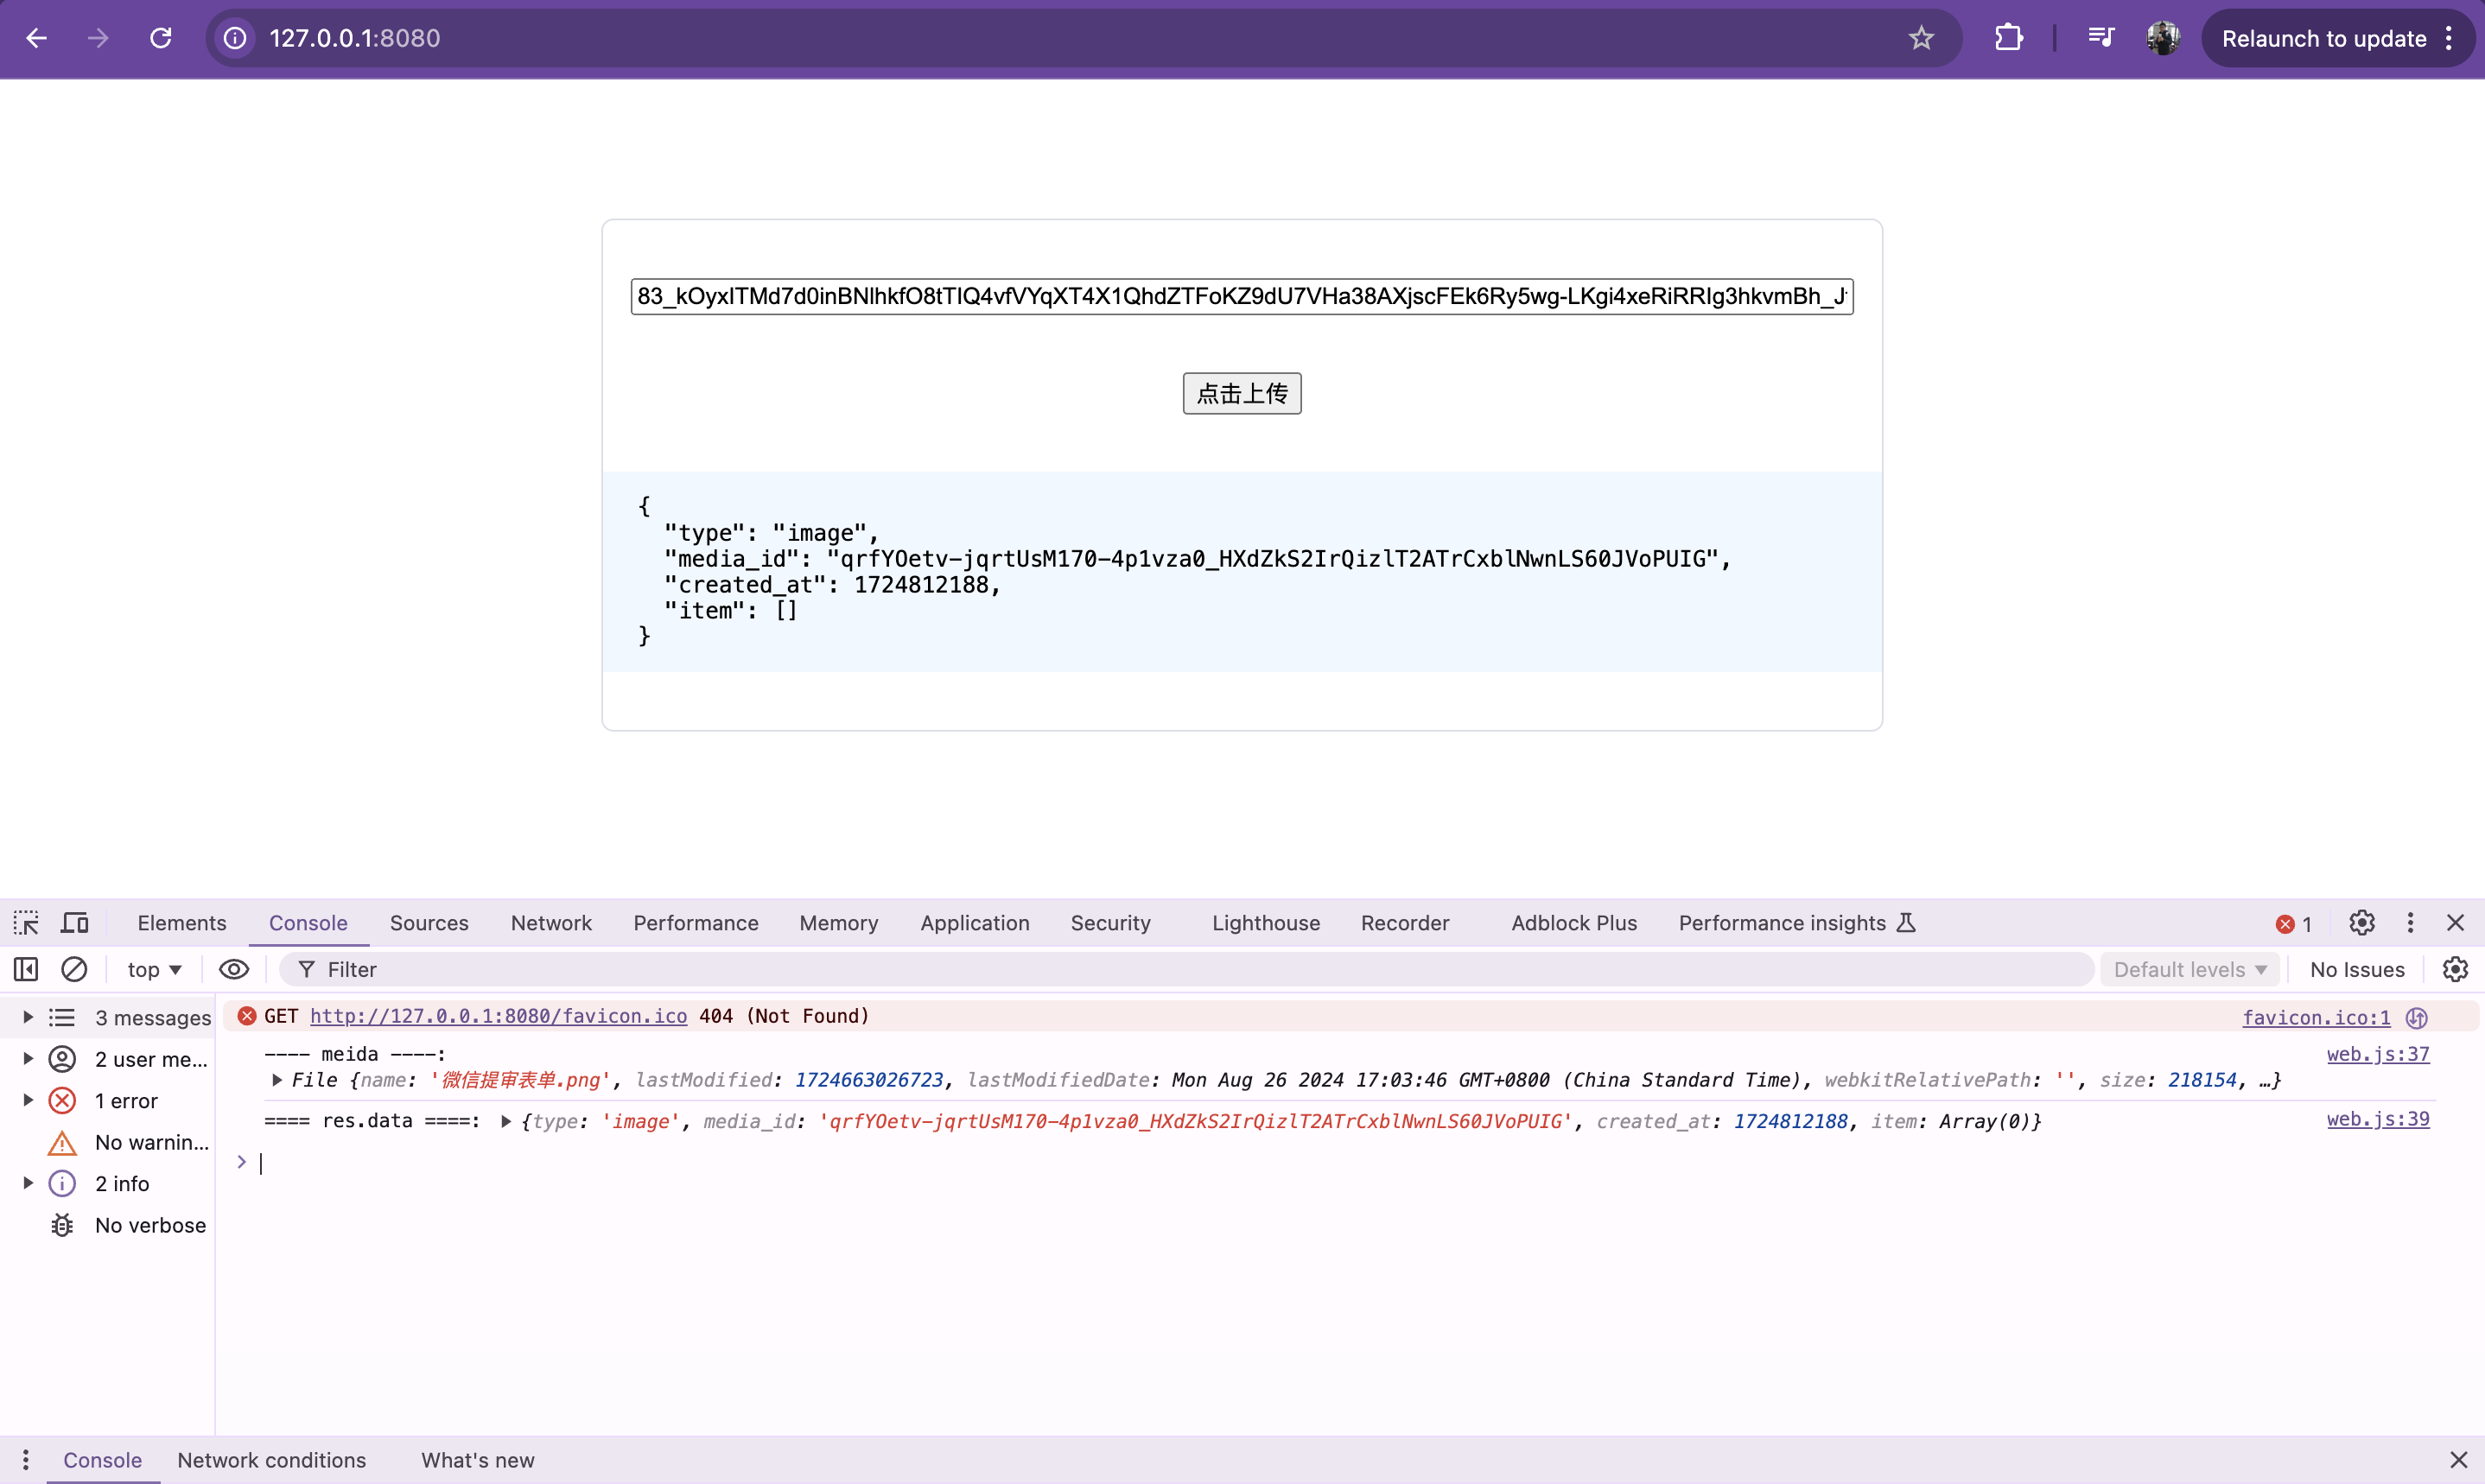 127.0.0.1:8080
Relaunch to update
83_kOyxITMd7d0inBNlhkfO8tTIQ4vfVYqXT4X1QhdZTFoKZ9dU7VHa38AXjscFEk6Ry5wg-LKgi4xeRiRRIg3hkvmBh_J
点击上传
{
"type": "image",
"media_id": "qrfYOetv-jqrtUsM170-4p1vza0_HXdZkS2IrQizlT2ATrCxblNwnLS60JVoPUIG",
"created_at": 1724812188,
"item": []
}
Elements Console Sources Network Performance Memory Application Security Lighthouse Recorder Adblock Plus Performance insights 1
top Filter Default levels No Issues
3 messages
2 user me...
1 error
No warnin...
2 info
No verbose
GET http://127.0.0.1:8080/favicon.ico 404 (Not Found) favicon.ico:1
---- meida ----: web.js:37
File {name: '微信提审表单.png', lastModified: 1724663026723, lastModifiedDate: Mon Aug 26 2024 17:03:46 GMT+0800 (China Standard Time), webkitRelativePath: '', size: 218154, …}
==== res.data ====: {type: 'image', media_id: 'qrfYOetv-jqrtUsM170-4p1vza0_HXdZkS2IrQizlT2ATrCxblNwnLS60JVoPUIG', created_at: 1724812188, item: Array(0)} web.js:39
Console Network conditions What's new